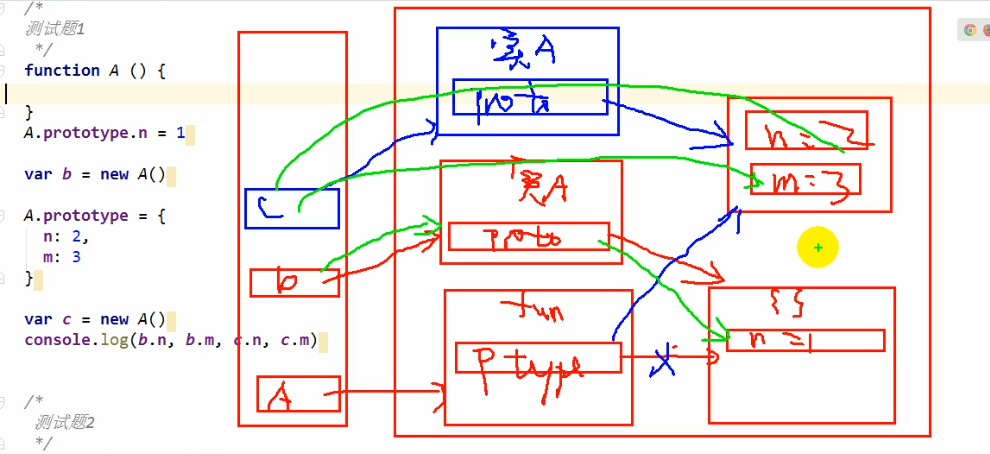 /*
测试题1
*/
function A () {
}
A.prototype.n = 1
var b = new A()
A.prototype = {
n: 2,
m: 3
}
var c = new A()
console.log(b.n, b.m, c.n, c.m)
/*
测试题2
*/
c
b
A
实A
proto
实A
proto
fun
Ptype
n=2
m=3
{}
n=1